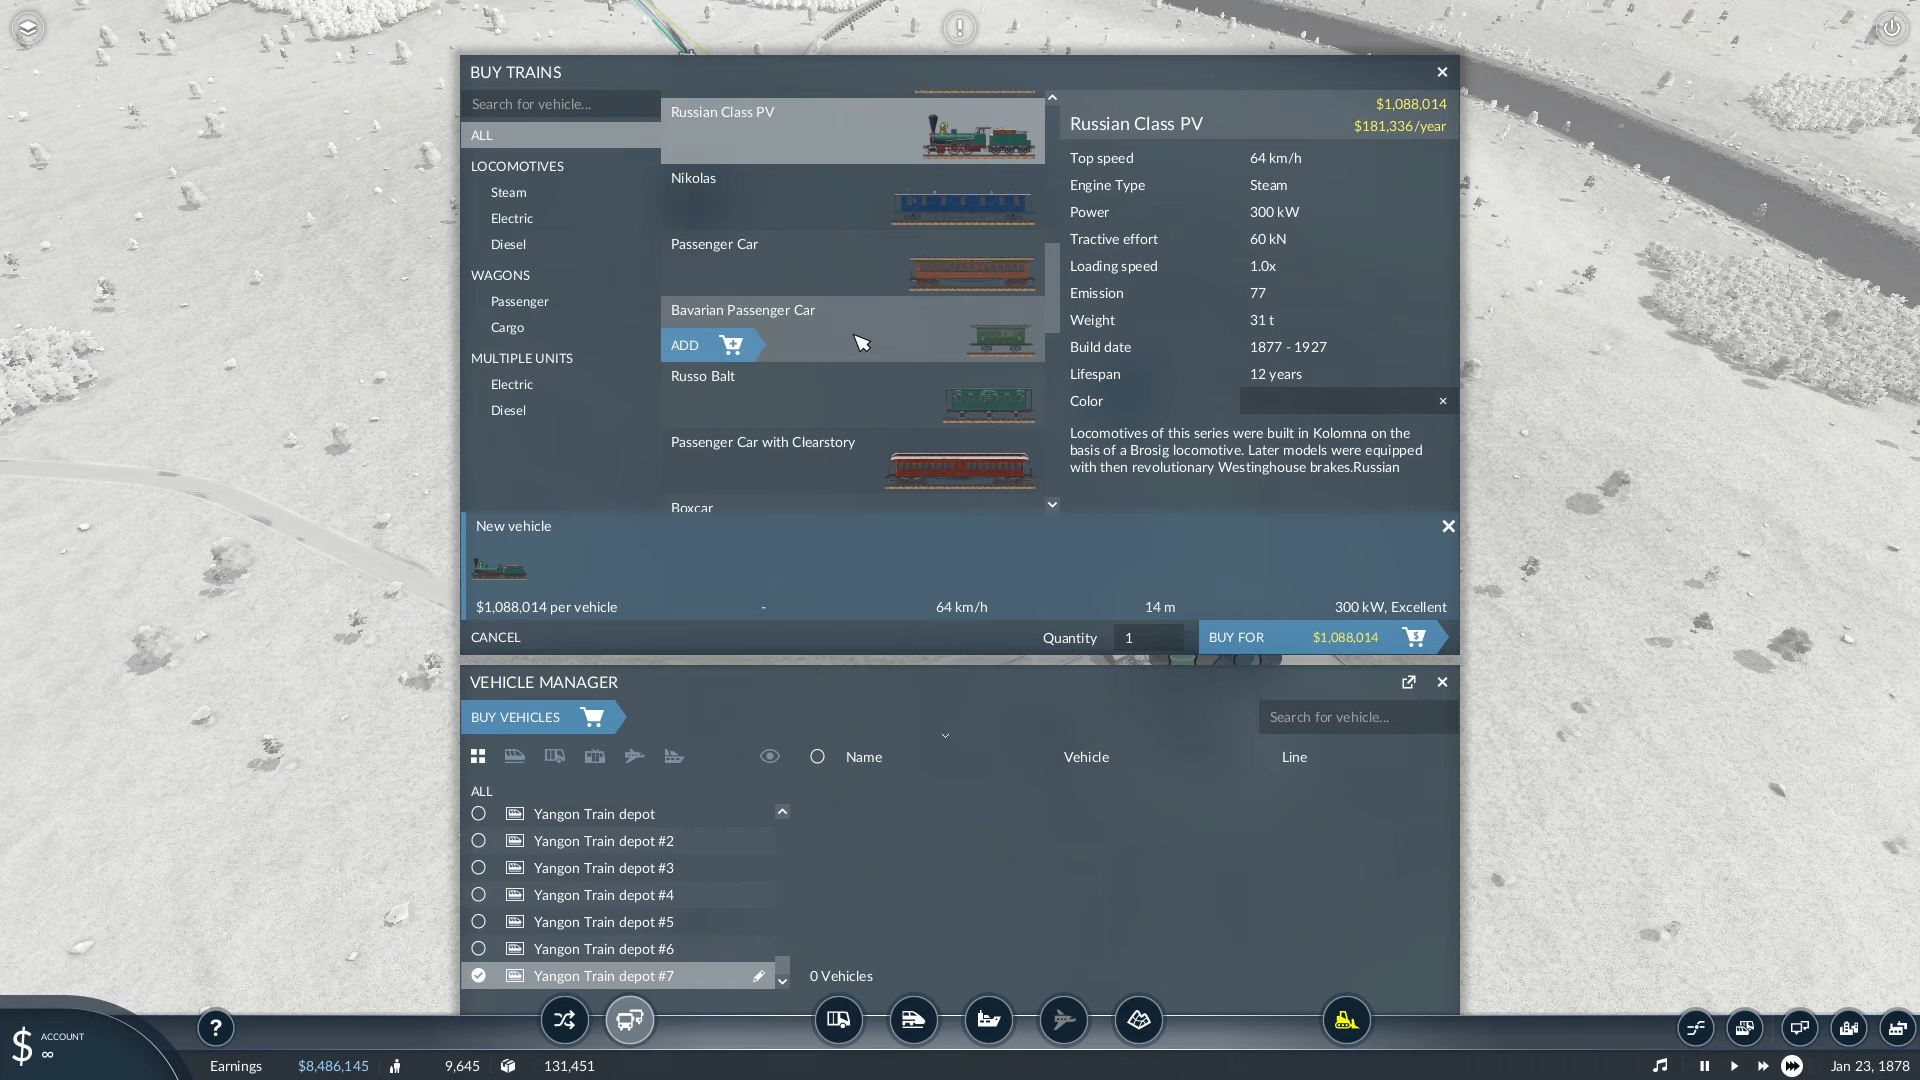 BUY TRAINS
Search for vehicle...
ALL
LOCOMOTIVES
Steam
Electric
Diesel
WAGONS
Passenger
Cargo
MULTIPLE UNITS
Electric
Diesel
Russian Class PV
Nikolas
Passenger Car
Bavarian Passenger Car
ADD
Russo Balt
Passenger Car with Clearstory
Boxcar
$1,088,014
Russian Class PV
$181,336/year
Top speed 64 km/h
Engine Type Steam
Power 300 kW
Tractive effort 60 kN
Loading speed 1.0x
Emission 77
Weight 31 t
Build date 1877 - 1927
Lifespan 12 years
Color
Locomotives of this series were built in Kolomna on the
basis of a Brosig locomotive. Later models were equipped
with then revolutionary Westinghouse brakes.Russian
New vehicle
$1,088,014 per vehicle - 64 km/h 14 m 300 kW, Excellent
CANCEL Quantity 1 BUY FOR $1,088,014
VEHICLE MANAGER
BUY VEHICLES Search for vehicle...
Name Vehicle Line
ALL
Yangon Train depot
Yangon Train depot #2
Yangon Train depot #3
Yangon Train depot #4
Yangon Train depot #5
Yangon Train depot #6
Yangon Train depot #7 0 Vehicles
$ ACCOUNT
∞
?
Earnings $8,486,145 9,645 131,451 Jan 23, 1878